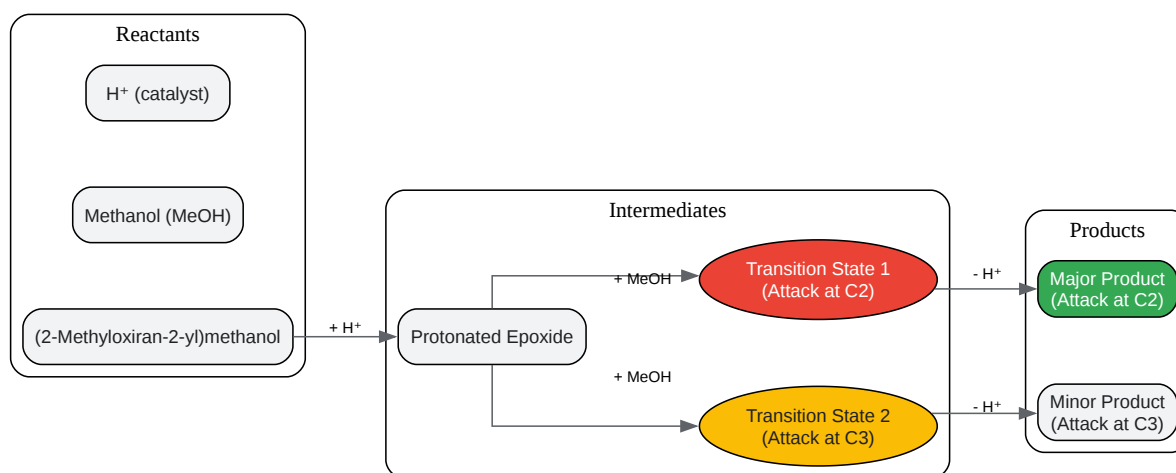 Reactants
H⁺ (catalyst)
Methanol (MeOH)
(2-Methyloxiran-2-yl)methanol
+ H⁺
Intermediates
Protonated Epoxide
+ MeOH
+ MeOH
Transition State 1
(Attack at C2)
Transition State 2
(Attack at C3)
- H⁺
- H⁺
Products
Major Product
(Attack at C2)
Minor Product
(Attack at C3)